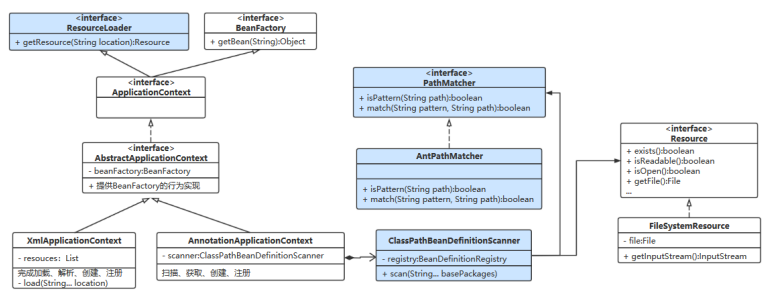 <interface>
ResourceLoader
+ getResource(String location):Resource
<interface>
BeanFactory
+ getBean(String):Object
<interface>
ApplicationContext
<interface>
PathMatcher
+ isPattern(String path):boolean
+ match(String pattern, String path):boolean
<interface>
AbstractApplicationContext
- beanFactory:BeanFactory
+ 提供BeanFactory的行为实现
AntPathMatcher
+ isPattern(String path):boolean
+ match(String pattern, String path):boolean
<interface>
Resource
+ exists():boolean
+ isReadable():boolean
+ isOpen():boolean
+ getFile():File
...
XmlApplicationContext
- resouces: List
完成加载、解析、创建、注册
- load(String... location)
AnnotationApplicationContext
- scanner:ClassPathBeanDefinitionScanner
扫描、获取、创建、注册
ClassPathBeanDefinitionScanner
- registry:BeanDefinitionRegistry
+ scan(String... basePackages)
FileSystemResource
- file:File
+ getInputStream():InputStream